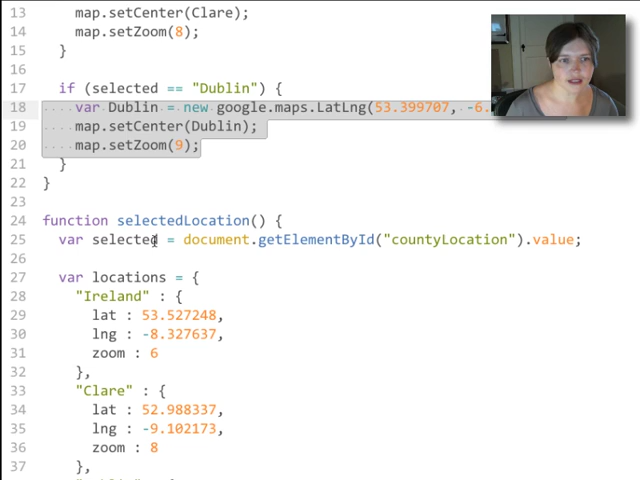 13 map.setCenter(Clare);
14 map.setZoom(8);
15 }
16
17 if (selected == "Dublin") {
18 var Dublin = new google.maps.LatLng(53.399707, -6.
19 map.setCenter(Dublin);
20 map.setZoom(9);
21 }
22 }
23
24 function selectedLocation() {
25 var selected = document.getElementById("countyLocation").value;
26
27 var locations = {
28 "Ireland" : {
29 lat : 53.527248,
30 lng : -8.327637,
31 zoom : 6
32 },
33 "Clare" : {
34 lat : 52.988337,
35 lng : -9.102173,
36 zoom : 8
37 },